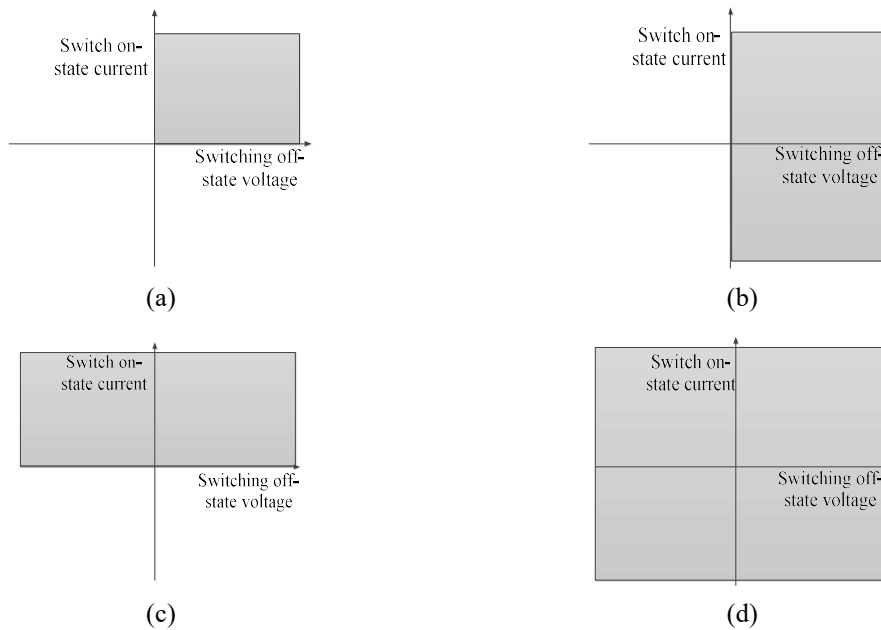 Switch on-
state current
Switching off-
state voltage
(a)
Switch on-
state current
Switching off-
state voltage
(b)
Switch on-
state current
Switching off-
state voltage
(c)
Switch on-
state current
Switching off-
state voltage
(d)